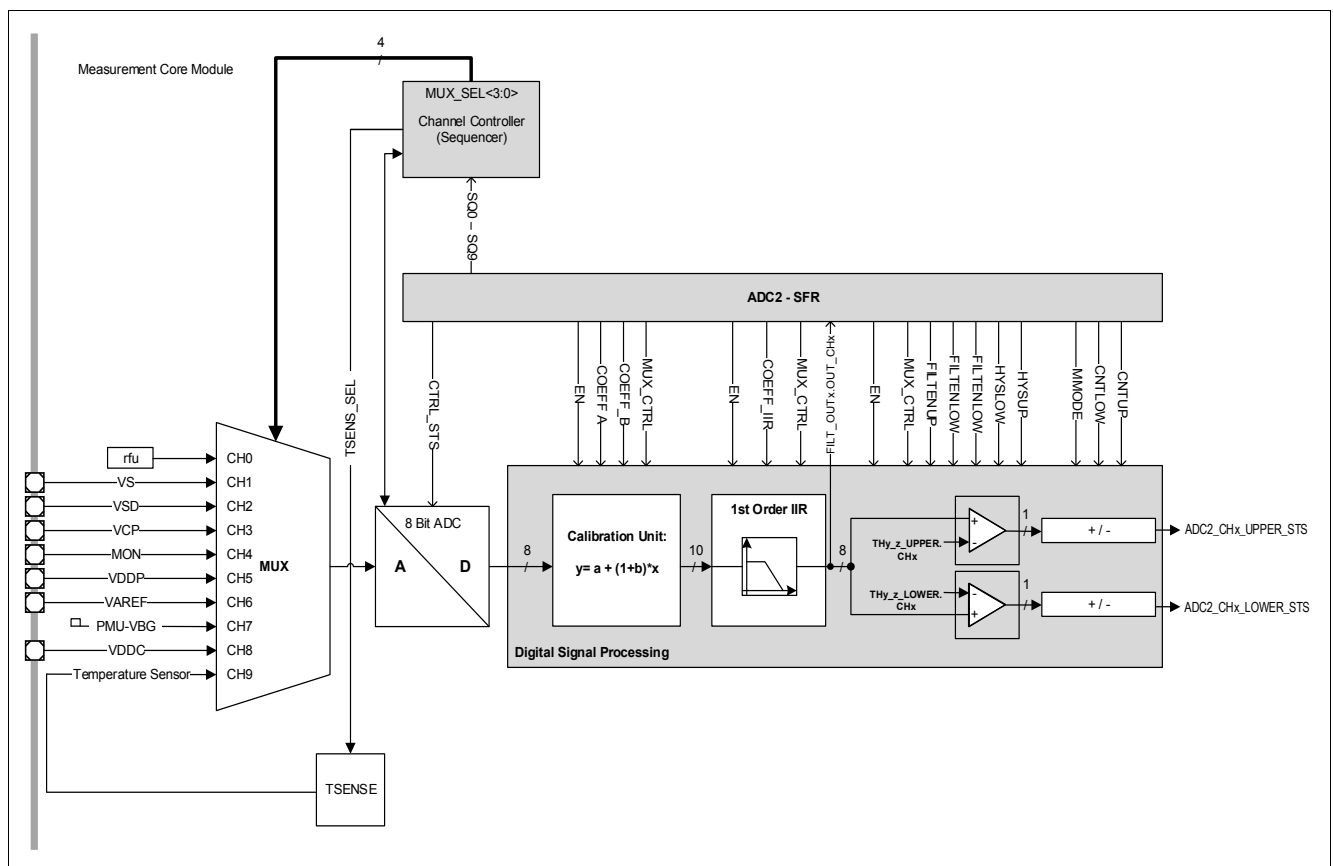 4
Measurement Core Module
MUX_SEL<3:0>
Channel Controller
(Sequencer)
SQ0 – SQ9
TSENS_SEL
ADC2 - SFR
CTRL_STS
EN
COEFF A
COEFF_B
MUX_CTRL
EN
COEFF_IIR
MUX_CTRL
FILT_OUTx.OUT_CHx
EN
MUX_CTRL
FILTENUP
FILTENLOW
FILTENLOW
HYSLOW
HYSUP
MMODE
CNTLOW
CNTUP
rfu
VS
VSD
VCP
MON
VDDP
VAREF
PMU-VBG
VDDC
Temperature Sensor
CH0
CH1
CH2
CH3
CH4
CH5
CH6
CH7
CH8
CH9
MUX
8 Bit ADC
A
D
8
Calibration Unit:
y= a + (1+b)*x
10
1st Order IIR
8
+
-
THy_z_UPPER.
CHx
1
+ / -
ADC2_CHx_UPPER_STS
THy_z_LOWER.
CHx
-
+
1
+ / -
ADC2_CHx_LOWER_STS
Digital Signal Processing
TSENSE